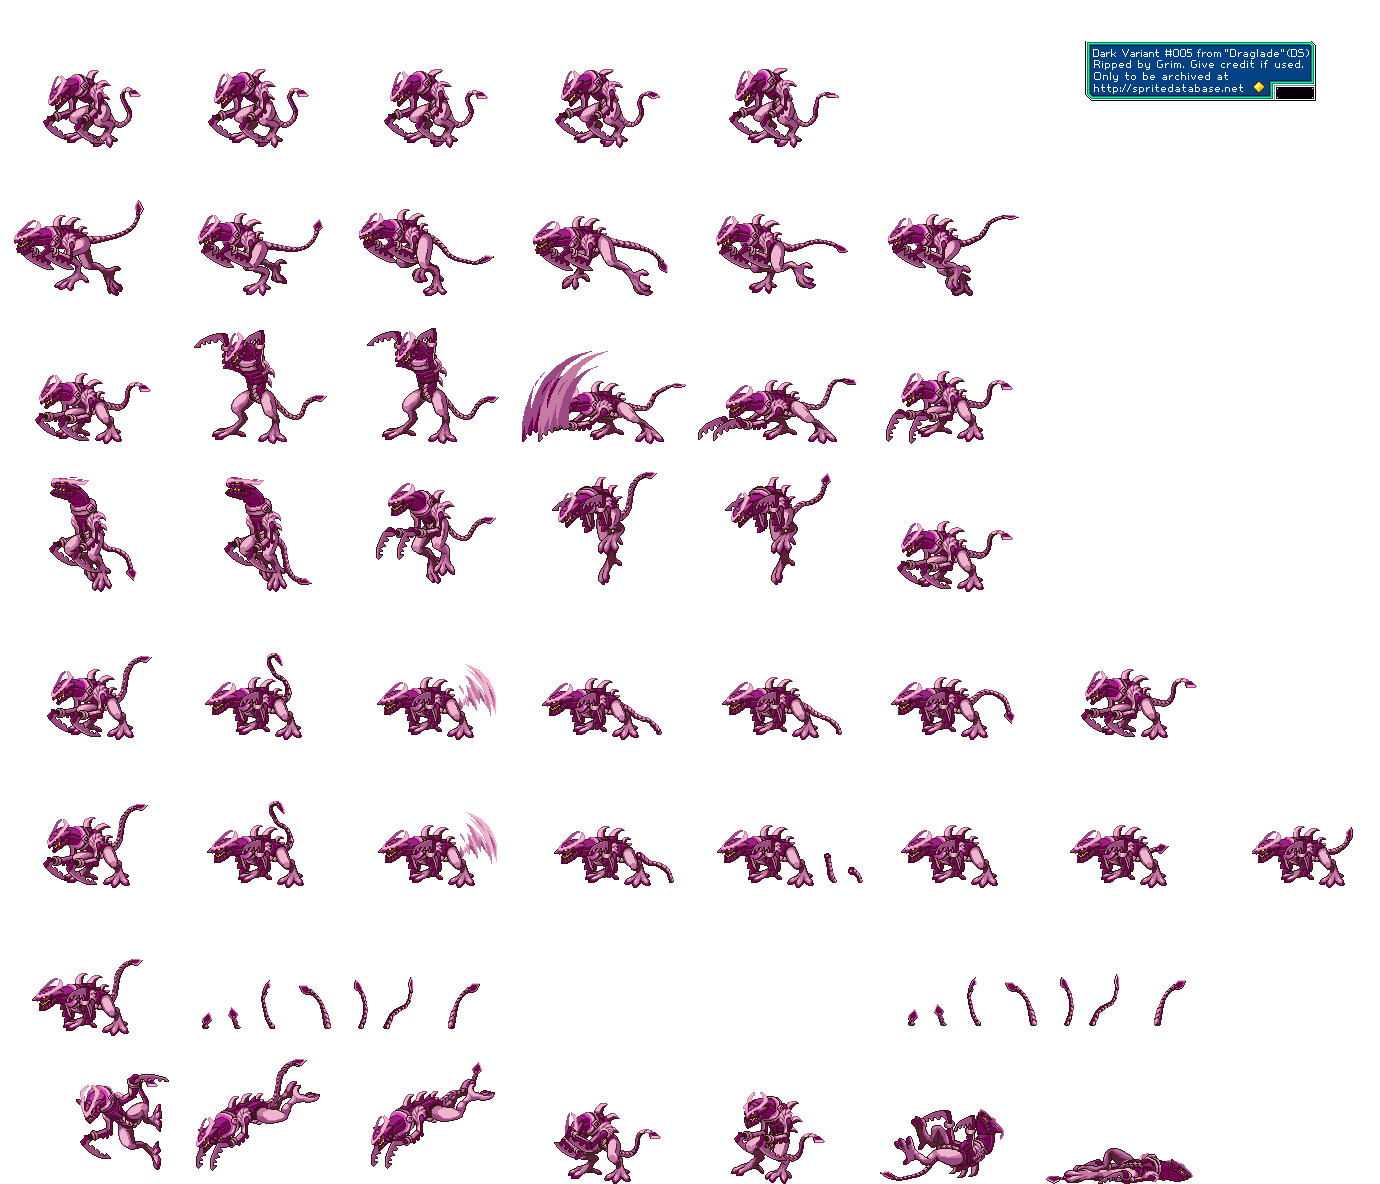 Dark Variant #005 from "Draglade" (DS)
Ripped by Grim. Give credit if used.
Only to be archived at
http://spritedatabase.net